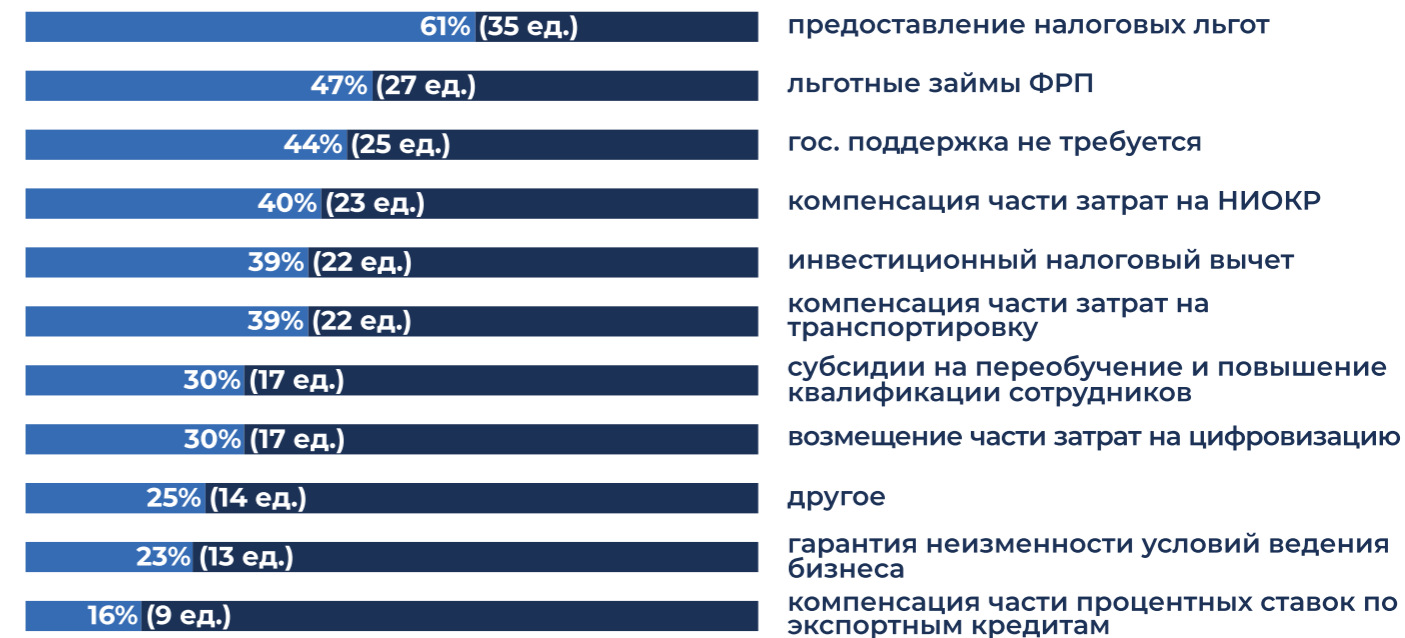 61% (35 ед.) предоставление налоговых льгот
47% (27 ед.) льготные займы ФРП
44% (25 ед.) гос. поддержка не требуется
40% (23 ед.) компенсация части затрат на НИОКР
39% (22 ед.) инвестиционный налоговый вычет
39% (22 ед.) компенсация части затрат на
транспортировку
30% (17 ед.) субсидии на переобучение и повышение
квалификации сотрудников
30% (17 ед.) возмещение части затрат на цифровизацию
25% (14 ед.) другое
23% (13 ед.) гарантия неизменности условий ведения
бизнеса
16% (9 ед.) компенсация части процентных ставок по
экспортным кредитам